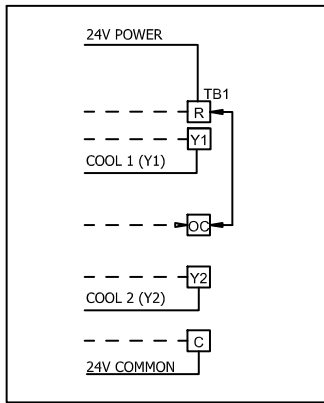 24V POWER
TB1
R
Y1
COOL 1 (Y1)
OC
Y2
COOL 2 (Y2)
C
24V COMMON